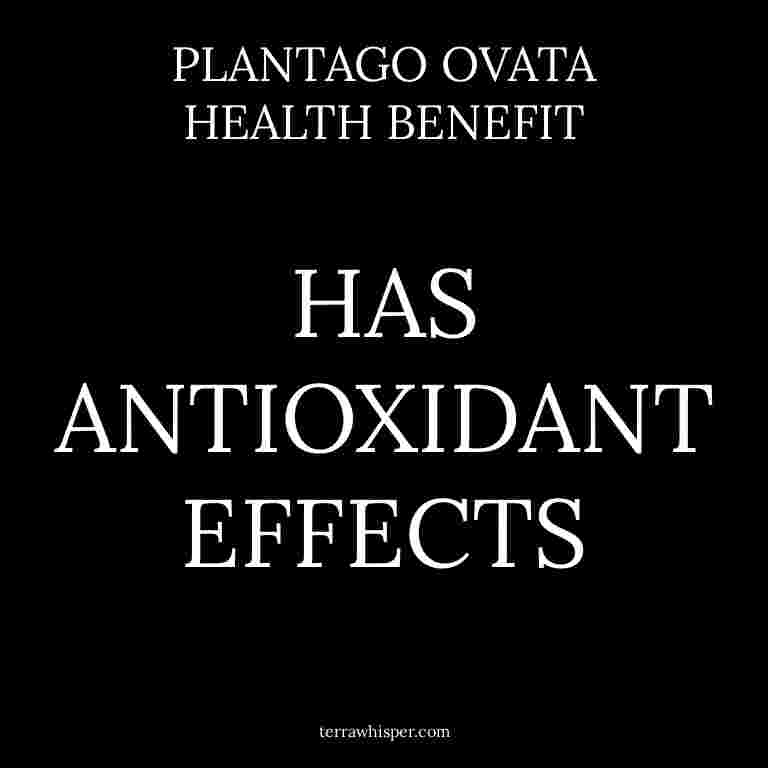 PLANTAGO OVATA
HEALTH BENEFIT
HAS
ANTIOXIDANT
EFFECTS
terrawhisper.com